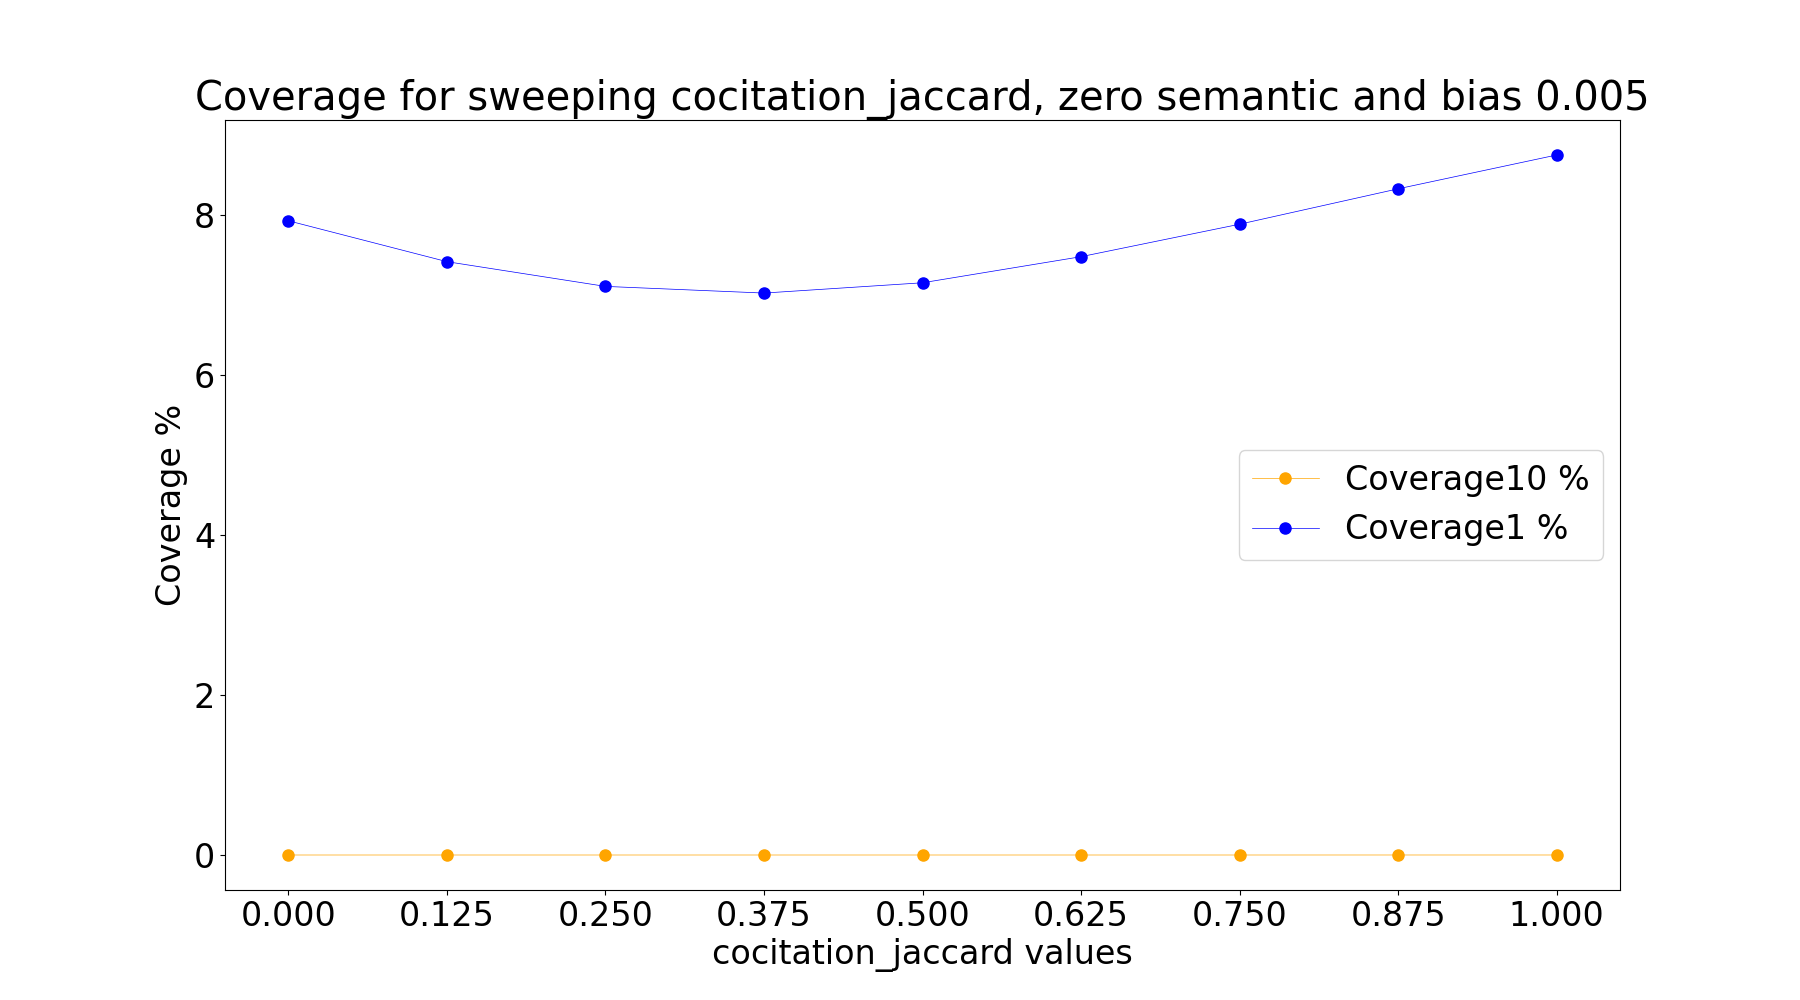 Coverage for sweeping cocitation_jaccard, zero semantic and bias 0.005
8
6
4
2
0
Coverage %
Coverage10 %
Coverage1 %
0.000 0.125 0.250 0.375 0.500 0.625 0.750 0.875 1.000
cocitation_jaccard values